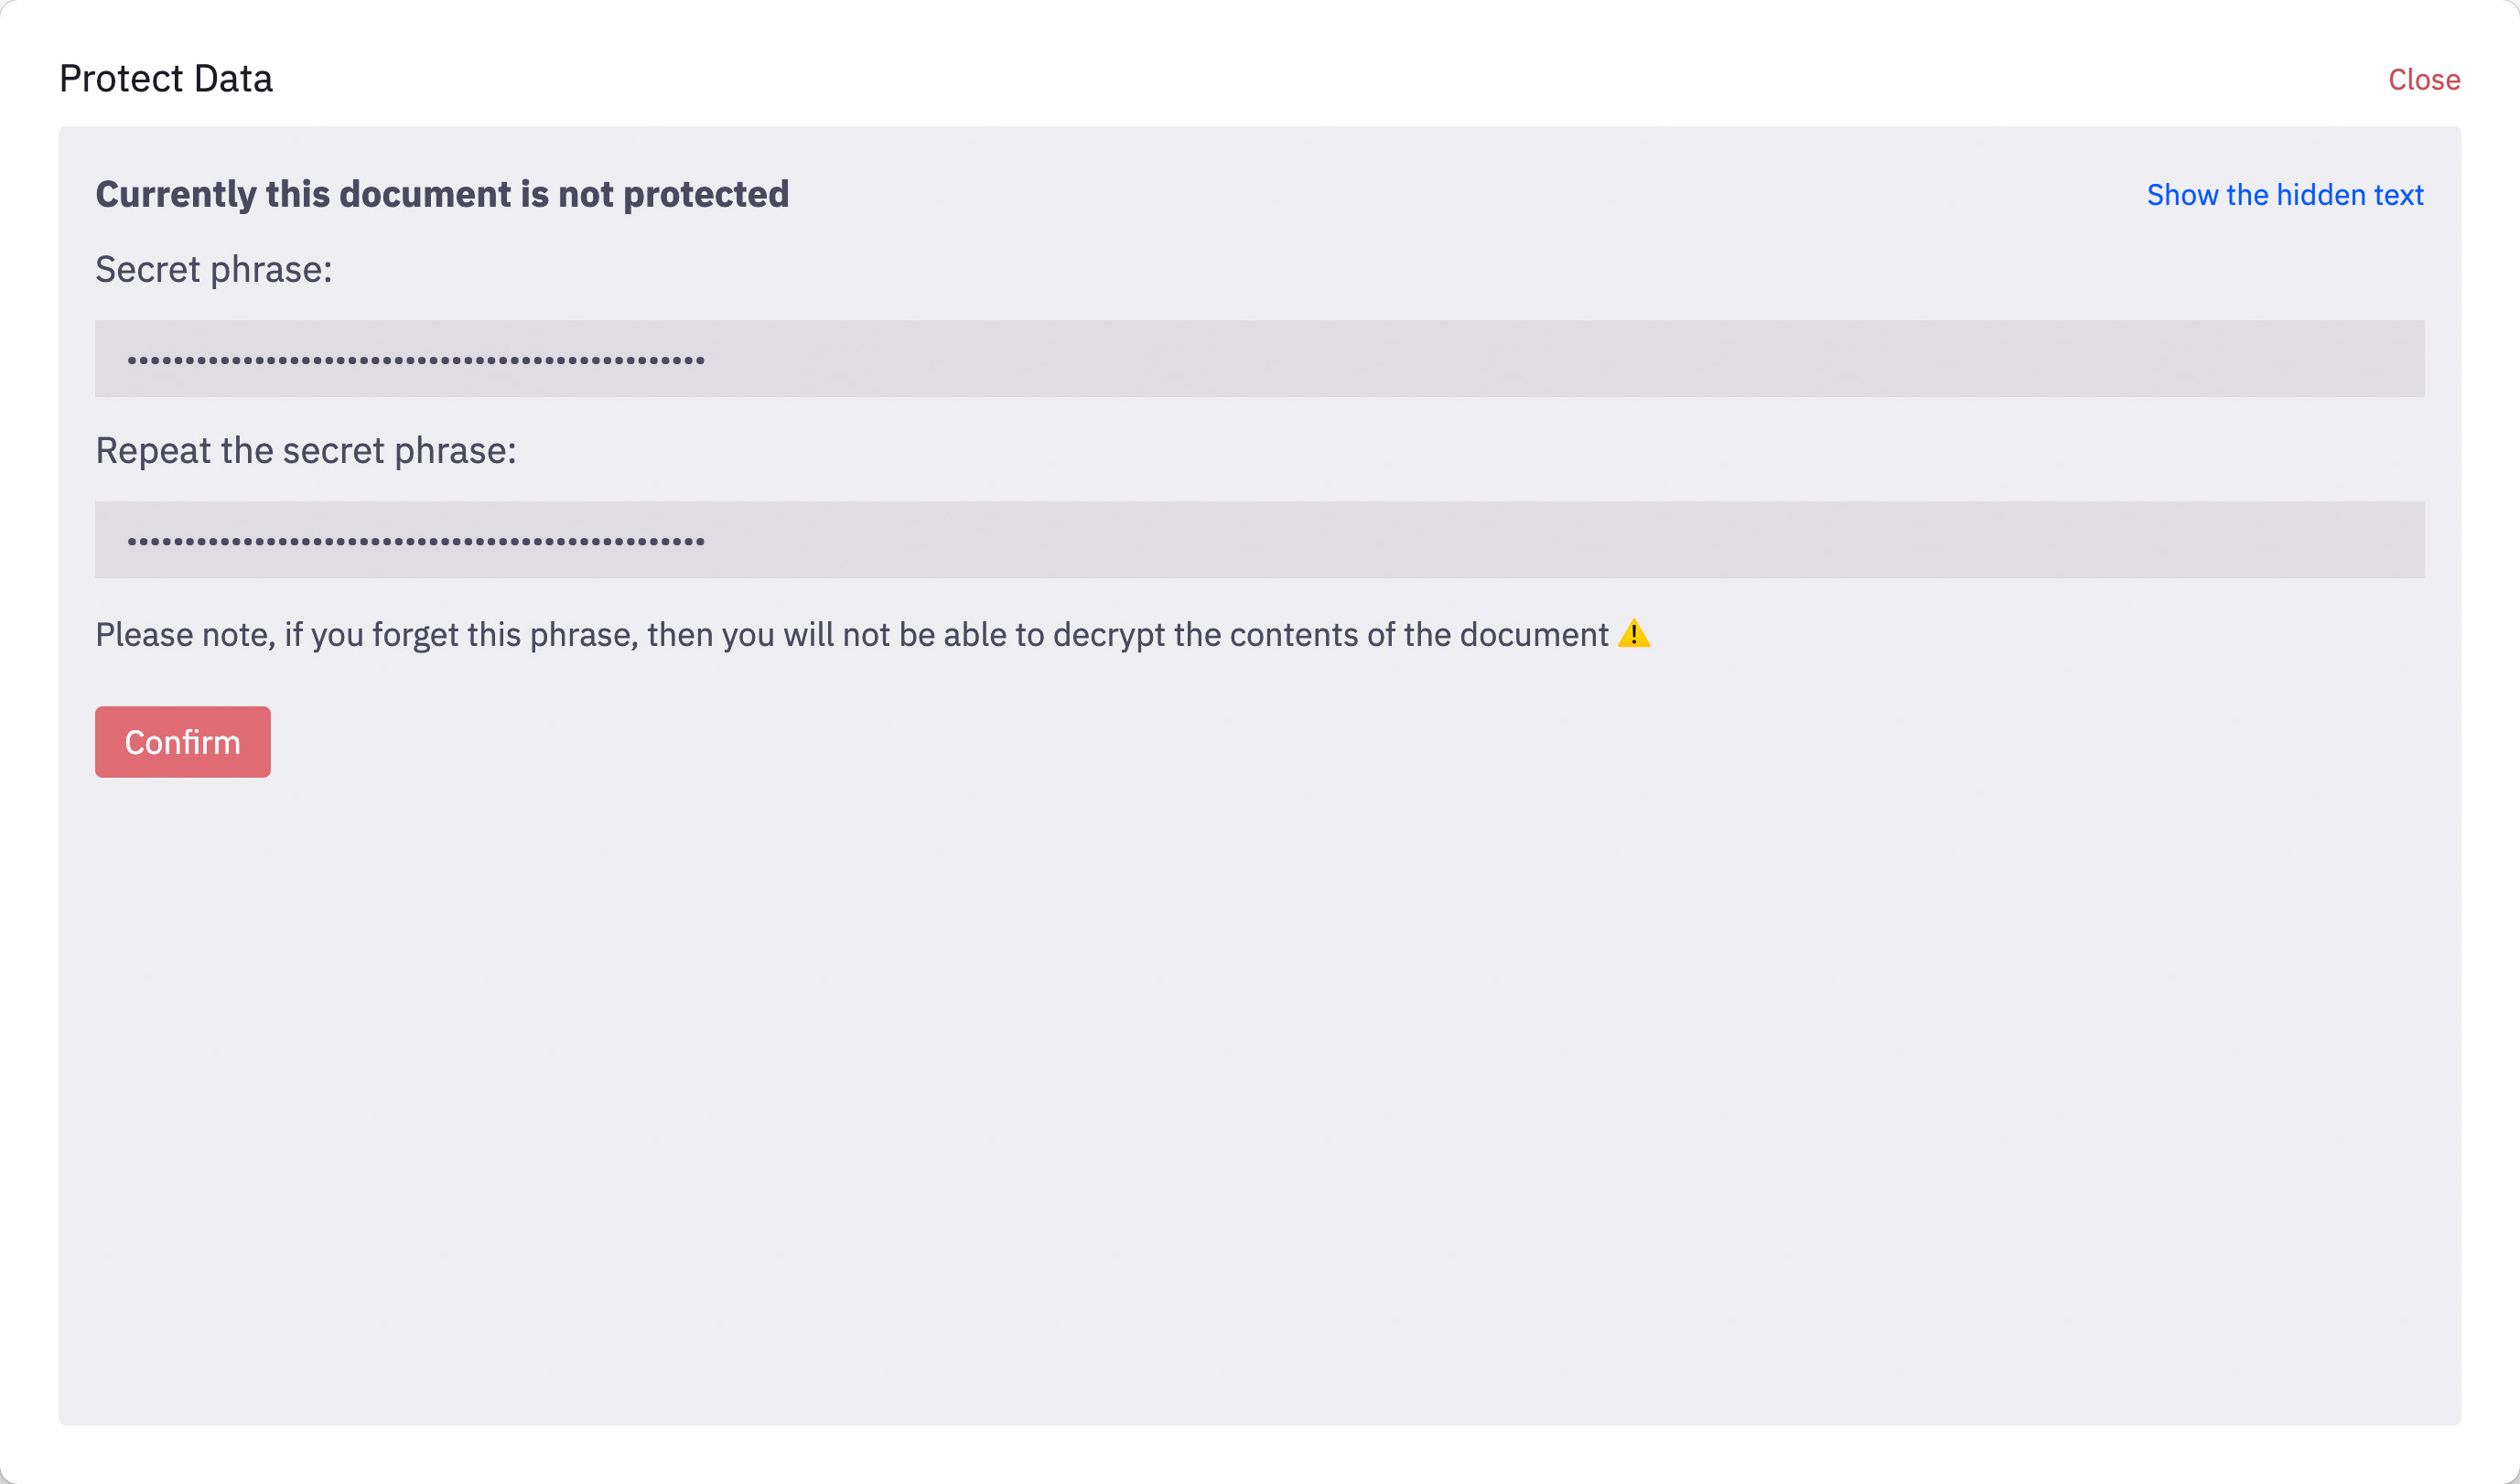 Protect Data
Close
Currently this document is not protected
Show the hidden text
Secret phrase:
••••••••••••••••••••••••••••••••••••••••••••••••••
Repeat the secret phrase:
••••••••••••••••••••••••••••••••••••••••••••••••••
Please note, if you forget this phrase, then you will not be able to decrypt the contents of the document ⚠️
Confirm